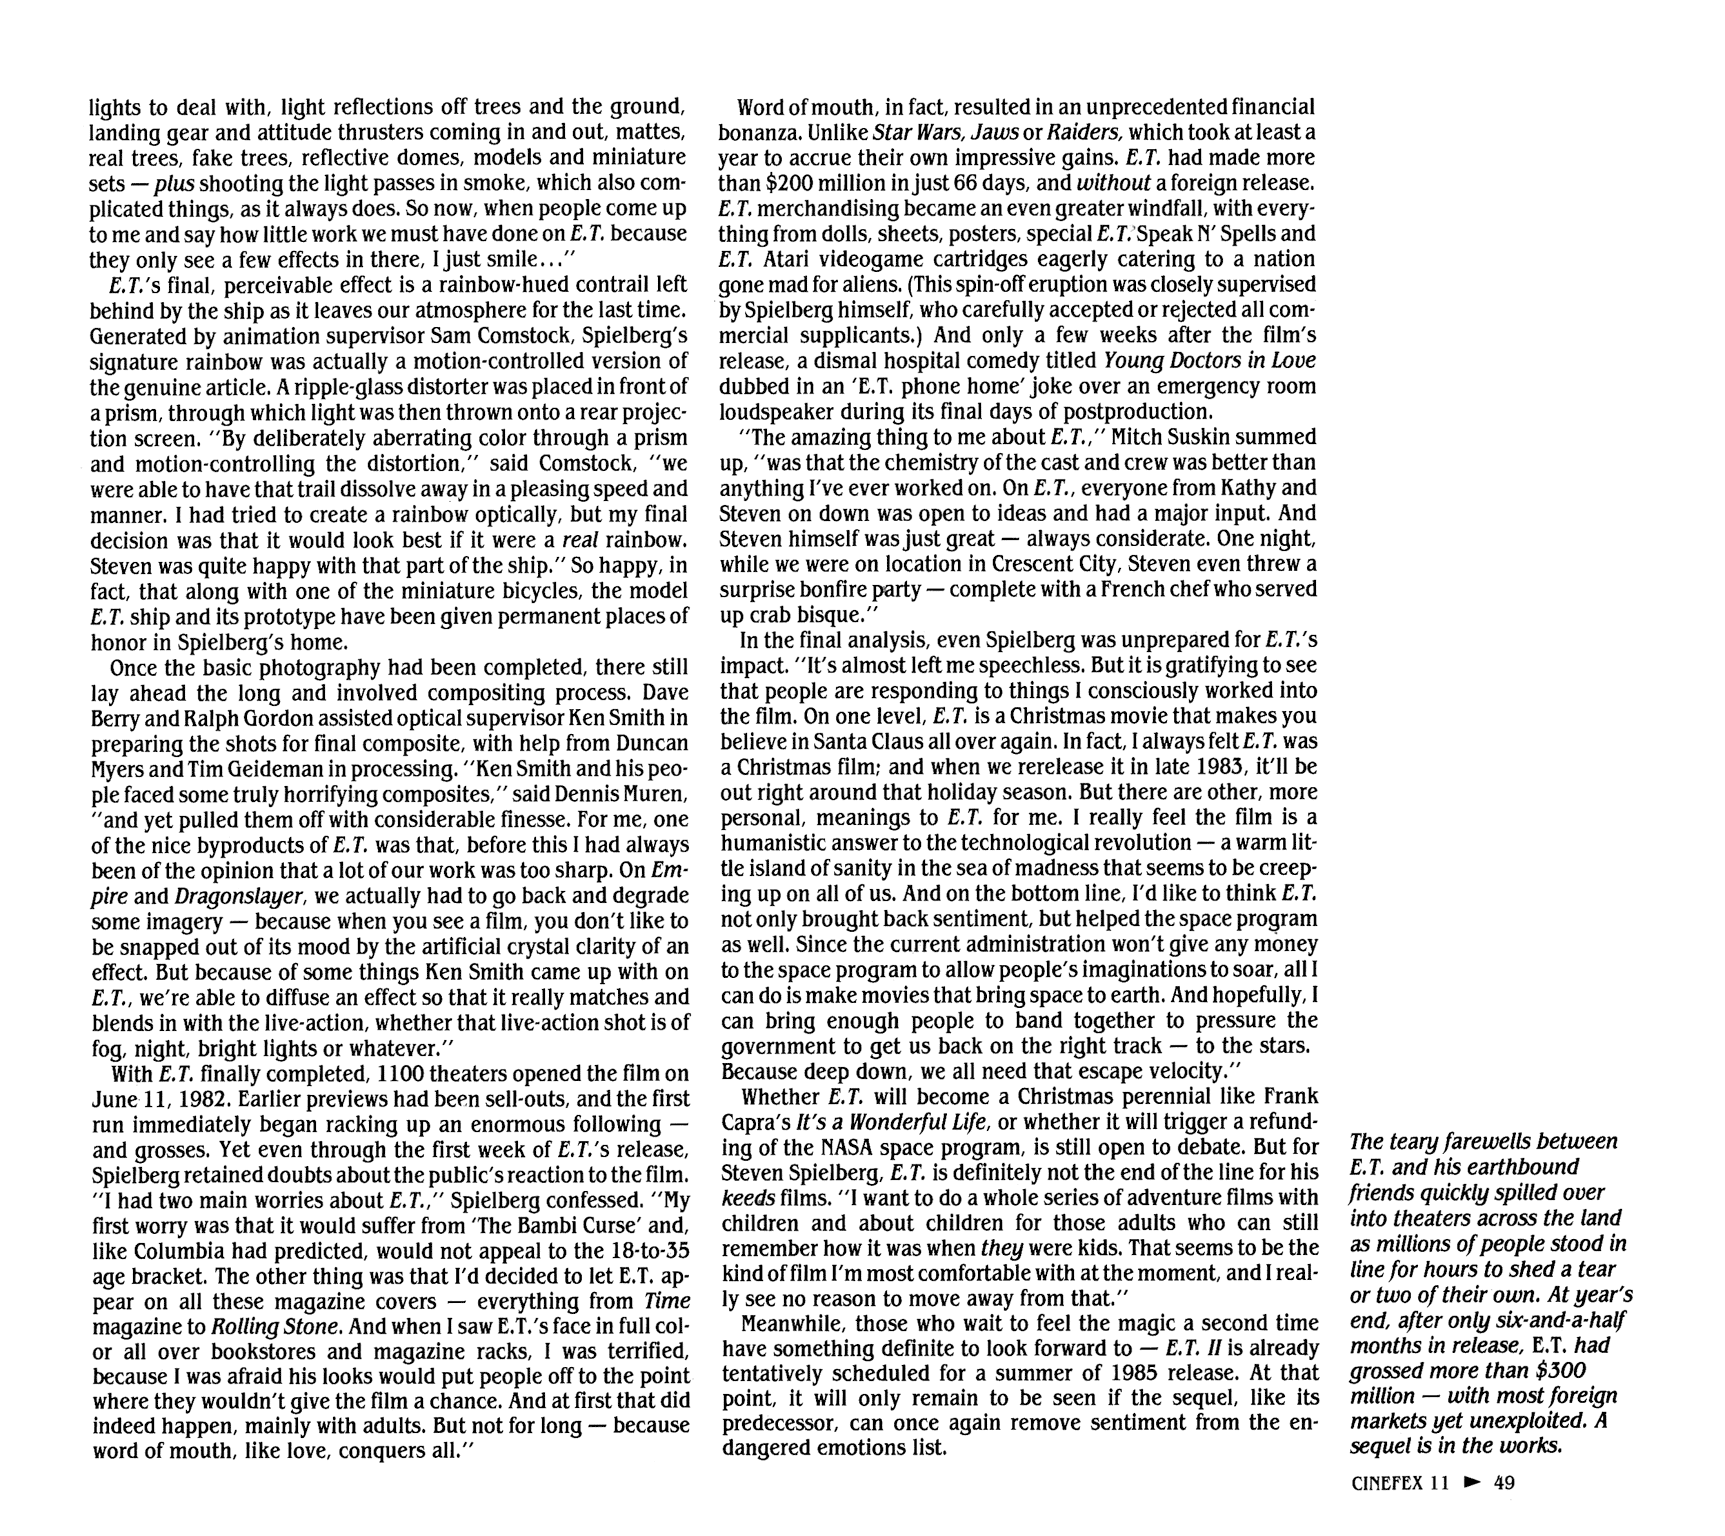 lights to deal with, light reflections off trees and the ground,
landing gear and attitude thrusters coming in and out, mattes,
real trees, fake trees, reflective domes, models and miniature
sets — plus shooting the light passes in smoke, which also com-
plicated things, as it always does. So now, when people come up
to me and say how little work we must have done on E.T. because
they only see a few effects in there, I just smile...”
E.T.’s final, perceivable effect is a rainbow-hued contrail left
behind by the ship as it leaves our atmosphere for the last time.
Generated by animation supervisor Sam Comstock, Spielberg’s
signature rainbow was actually a motion-controlled version of
the genuine article. A ripple-glass distorter was placed in front of
a prism, through which light was then thrown onto a rear projec-
tion screen. “By deliberately aberrating color through a prism
and motion-controlling the distortion,” said Comstock, “we
were able to have that trail dissolve away in a pleasing speed and
manner. I had tried to create a rainbow optically, but my final
decision was that it would look best if it were a real rainbow.
Steven was quite happy with that part of the ship.” So happy, in
fact, that along with one of the miniature bicycles, the model
E.T. ship and its prototype have been given permanent places of
honor in Spielberg’s home.
Once the basic photography had been completed, there still
lay ahead the long and involved compositing process. Dave
Berry and Ralph Gordon assisted optical supervisor Ken Smith in
preparing the shots for final composite, with help from Duncan
Myers and Tim Geideman in processing. “Ken Smith and his peo-
ple faced some truly horrifying composites,” said Dennis Muren,
“and yet pulled them off with considerable finesse. For me, one
of the nice byproducts of E.T. was that, before this I had always
been of the opinion that a lot of our work was too sharp. On Em-
pire and Dragonslayer, we actually had to go back and degrade
some imagery — because when you see a film, you don’t like to
be snapped out of its mood by the artificial crystal clarity of an
effect. But because of some things Ken Smith came up with on
E.T., we’re able to diffuse an effect so that it really matches and
blends in with the live-action, whether that live-action shot is of
fog, night, bright lights or whatever.”
With E.T. finally completed, 1100 theaters opened the film on
June 11, 1982. Earlier previews had been sell-outs, and the first
run immediately began racking up an enormous following —
and grosses. Yet even through the first week of E.T.’s release,
Spielberg retained doubts about the public’s reaction to the film.
“I had two main worries about E.T.,” Spielberg confessed. “My
first worry was that it would suffer from ‘The Bambi Curse’ and,
like Columbia had predicted, would not appeal to the 18-to-35
age bracket. The other thing was that I’d decided to let E.T. ap-
pear on all these magazine covers — everything from Time
magazine to Rolling Stone. And when I saw E.T.’s face in full col-
or all over bookstores and magazine racks, I was terrified,
because I was afraid his looks would put people off to the point
where they wouldn’t give the film a chance. And at first that did
indeed happen, mainly with adults. But not for long — because
word of mouth, like love, conquers all.”
Word of mouth, in fact, resulted in an unprecedented financial
bonanza. Unlike Star Wars, Jaws or Raiders, which took at least a
year to accrue their own impressive gains. E.T. had made more
than $200 million in just 66 days, and without a foreign release.
E.T. merchandising became an even greater windfall, with every-
thing from dolls, sheets, posters, special E.T. Speak N’ Spells and
E.T. Atari videogame cartridges eagerly catering to a nation
gone mad for aliens. (This spin-off eruption was closely supervised
by Spielberg himself, who carefully accepted or rejected all com-
mercial supplicants.) And only a few weeks after the film’s
release, a dismal hospital comedy titled Young Doctors in Love
dubbed in an ‘E.T. phone home’ joke over an emergency room
loudspeaker during its final days of postproduction.
“The amazing thing to me about E.T.,” Mitch Suskin summed
up, “was that the chemistry of the cast and crew was better than
anything I’ve ever worked on. On E.T., everyone from Kathy and
Steven on down was open to ideas and had a major input. And
Steven himself was just great — always considerate. One night,
while we were on location in Crescent City, Steven even threw a
surprise bonfire party — complete with a French chef who served
up crab bisque.”
In the final analysis, even Spielberg was unprepared for E.T.’s
impact. “It’s almost left me speechless. But it is gratifying to see
that people are responding to things I consciously worked into
the film. On one level, E.T. is a Christmas movie that makes you
believe in Santa Claus all over again. In fact, I always felt E.T. was
a Christmas film; and when we rerelease it in late 1983, it’ll be
out right around that holiday season. But there are other, more
personal, meanings to E.T. for me. I really feel the film is a
humanistic answer to the technological revolution — a warm lit-
tle island of sanity in the sea of madness that seems to be creep-
ing up on all of us. And on the bottom line, I’d like to think E.T.
not only brought back sentiment, but helped the space program
as well. Since the current administration won’t give any money
to the space program to allow people’s imaginations to soar, all I
can do is make movies that bring space to earth. And hopefully, I
can bring enough people to band together to pressure the
government to get us back on the right track — to the stars.
Because deep down, we all need that escape velocity.”
Whether E.T. will become a Christmas perennial like Frank
Capra’s It’s a Wonderful Life, or whether it will trigger a refund-
ing of the NASA space program, is still open to debate. But for
Steven Spielberg, E.T. is definitely not the end of the line for his
keeds films. “I want to do a whole series of adventure films with
children and about children for those adults who can still
remember how it was when they were kids. That seems to be the
kind of film I’m most comfortable with at the moment, and I real-
ly see no reason to move away from that.”
Meanwhile, those who wait to feel the magic a second time
have something definite to look forward to — E.T. II is already
tentatively scheduled for a summer of 1985 release. At that
point, it will only remain to be seen if the sequel, like its
predecessor, can once again remove sentiment from the en-
dangered emotions list.
The teary farewells between
E.T. and his earthbound
friends quickly spilled over
into theaters across the land
as millions of people stood in
line for hours to shed a tear
or two of their own. At year’s
end, after only six-and-a-half
months in release, E.T. had
grossed more than $300
million — with most foreign
markets yet unexploited. A
sequel is in the works.
CINEFEX 11 ► 49